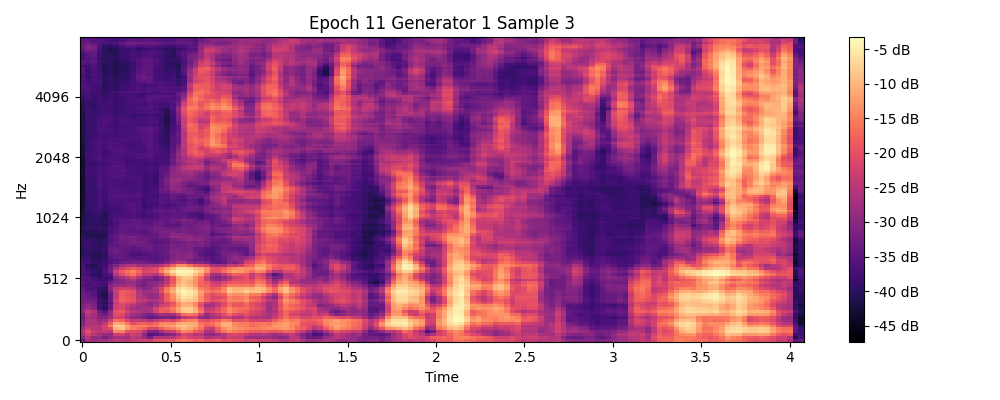 Epoch 11 Generator 1 Sample 3
Hz
4096
2048
1024
512
0
0 0.5 1 1.5 2 2.5 3 3.5 4
Time
-5 dB
-10 dB
-15 dB
-20 dB
-25 dB
-30 dB
-35 dB
-40 dB
-45 dB